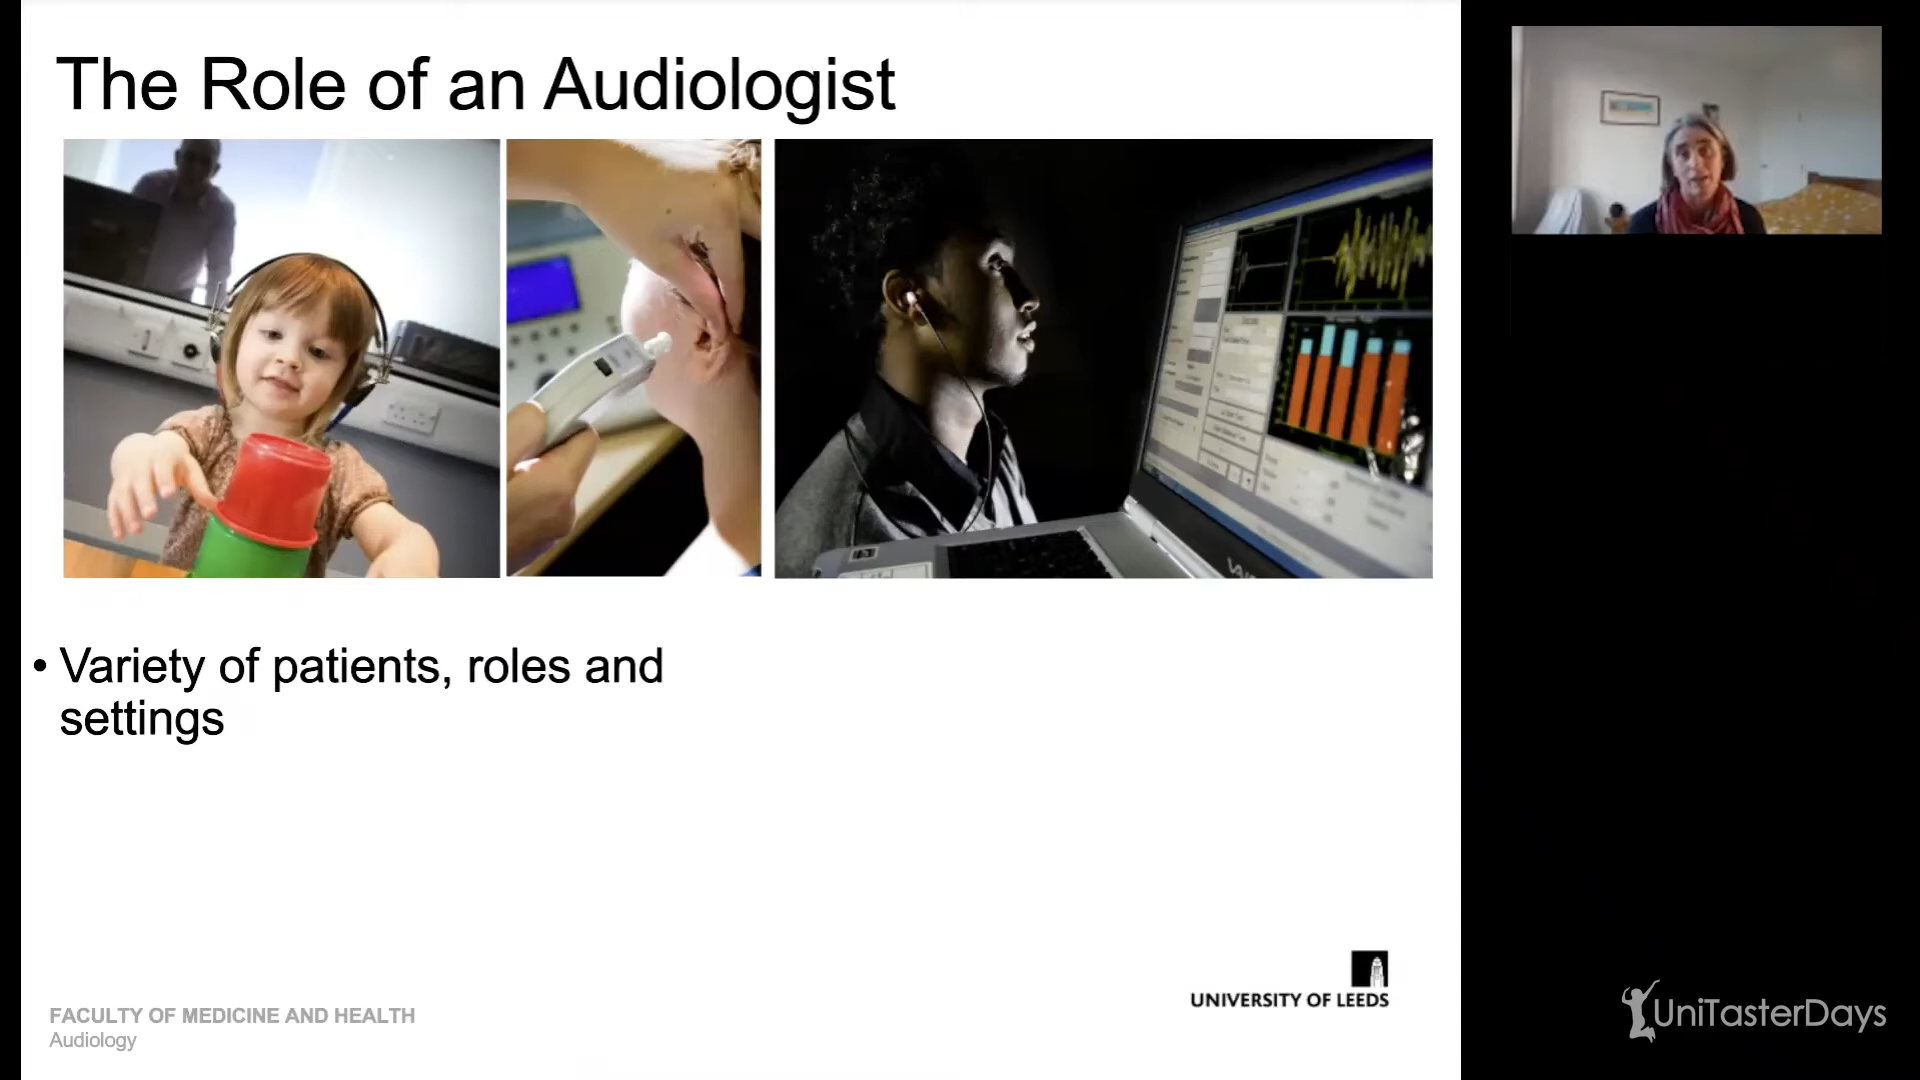 The Role of an Audiologist
• Variety of patients, roles and
settings
UNIVERSITY OF LEEDS
FACULTY OF MEDICINE AND HEALTH
Audiology
UniTasterDays